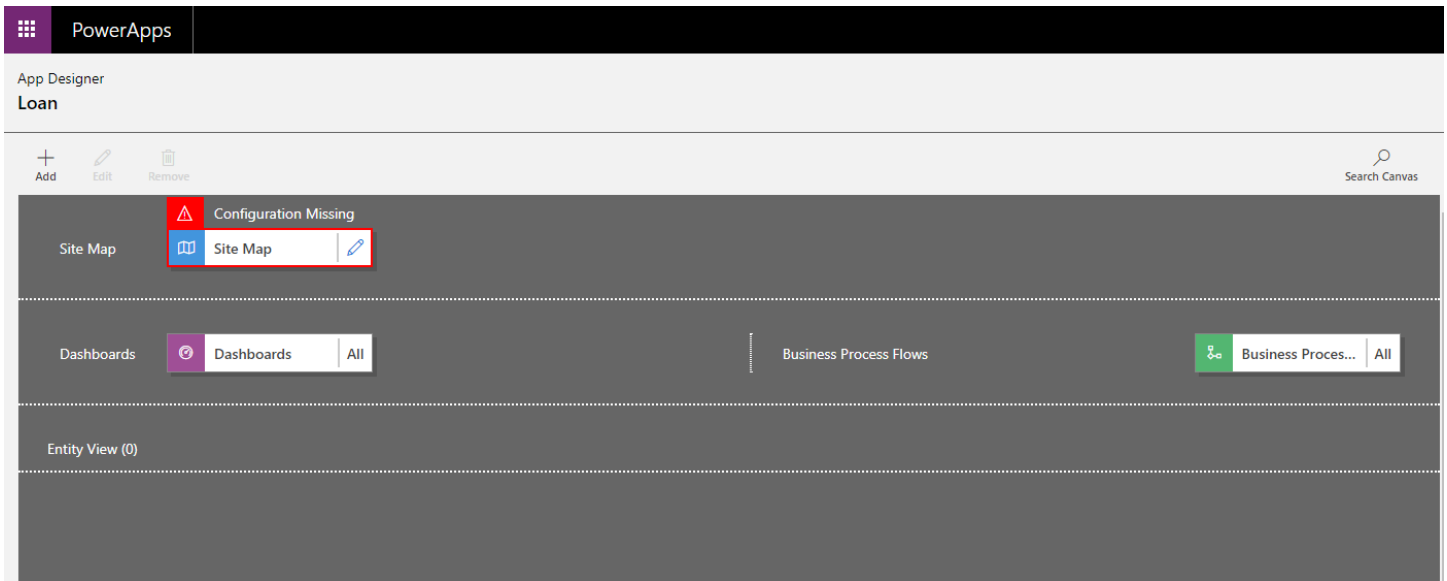 PowerApps
App Designer
Loan
Add
Edit
Remove
Search Canvas
Configuration Missing
Site Map
Site Map
Dashboards
Dashboards
All
Business Process Flows
Business Proces...
All
Entity View (0)